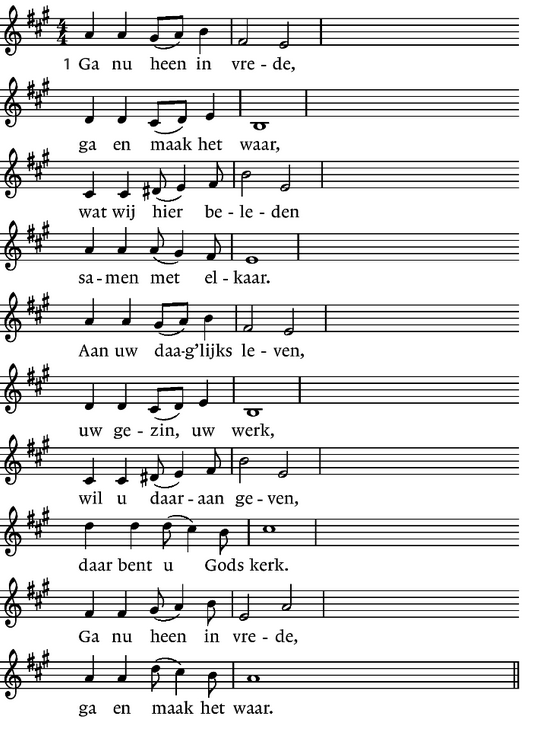 1 Ga nu heen in vre - de,
ga en maak het waar,
wat wij hier be - le - den
sa - men met el - kaar.
Aan uw daa-g'lijks le - ven,
uw ge - zin, uw werk,
wil u daar - aan ge - ven,
daar bent u Gods kerk.
Ga nu heen in vre - de,
ga en maak het waar.